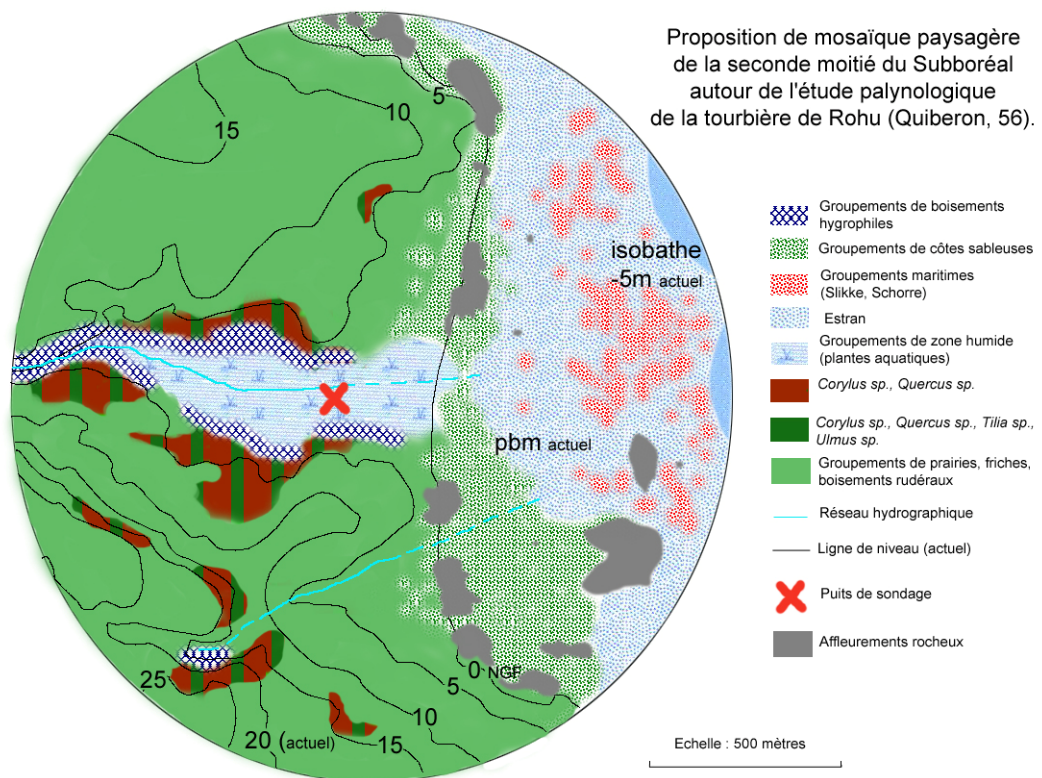 Proposition de mosaïque paysagère
de la seconde moitié du Subboréal
autour de l'étude palynologique
de la tourbière de Rohu (Quiberon, 56).
5
10
15
isobathe
-5m actuel
pbm actuel
0 NGF
5
10
15
20 (actuel)
25
Groupements de boisements
hygrophiles
Groupements de côtes sableuses
Groupements maritimes
(Slikke, Schorre)
Estran
Groupements de zone humide
(plantes aquatiques)
Corylus sp., Quercus sp.
Corylus sp., Quercus sp., Tilia sp.,
Ulmus sp.
Groupements de prairies, friches,
boisements rudéraux
Réseau hydrographique
Ligne de niveau (actuel)
Puits de sondage
Affleurements rocheux
Echelle : 500 mètres